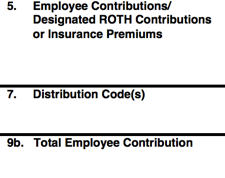 5. Employee Contributions/
Designated ROTH Contributions
or Insurance Premiums
7. Distribution Code(s)
9b. Total Employee Contribution